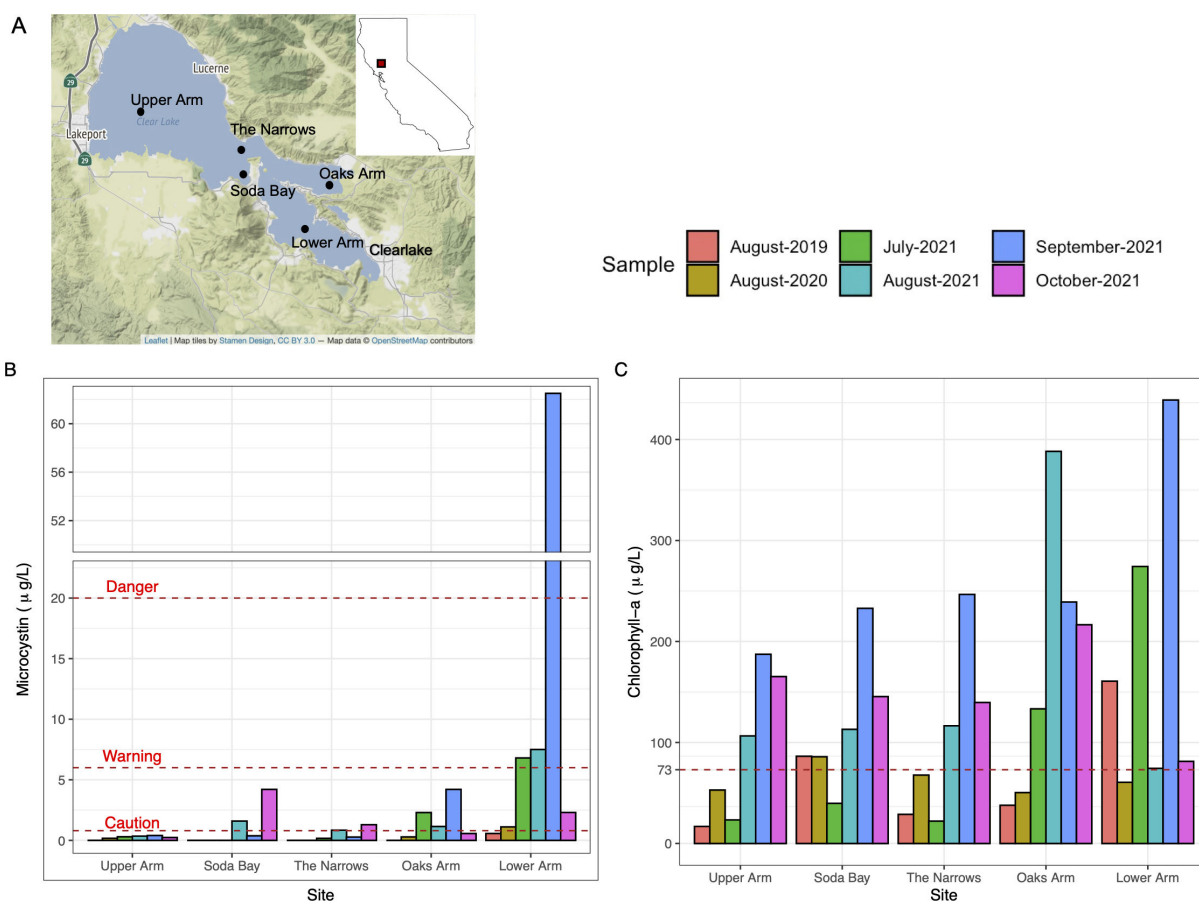 A
Lucerne
29
Upper Arm
Clear Lake
The Narrows
Lakeport
29
Oaks Arm
Soda Bay
Lower Arm
Clearlake
Leaflet | Map tiles by Stamen Design, CC BY 3.0 — Map data © OpenStreetMap contributors
Sample
August-2019
July-2021
September-2021
August-2020
August-2021
October-2021
B
Microcystin ( μ g/L)
60
56
52
20
15
10
5
0
Danger
Warning
Caution
Upper Arm
Soda Bay
The Narrows
Oaks Arm
Lower Arm
Site
C
Chlorophyll-a ( μ g/L)
400
300
200
100
73
0
Upper Arm
Soda Bay
The Narrows
Oaks Arm
Lower Arm
Site